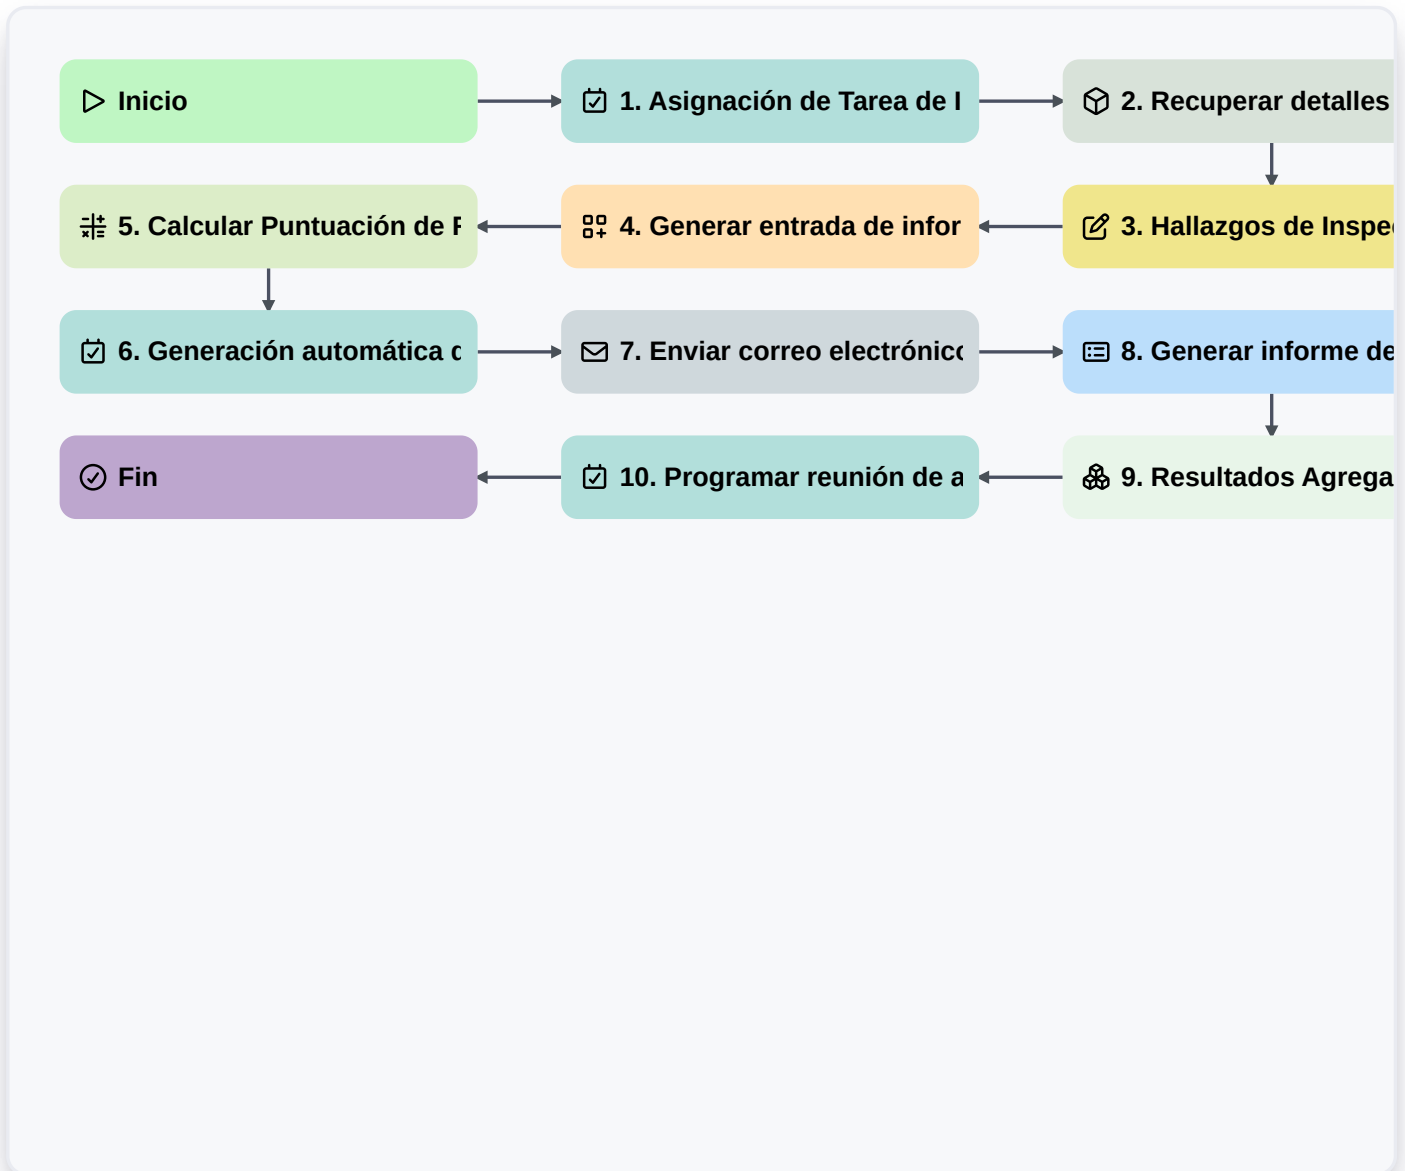 Inicio
1. Asignación de Tarea de
2. Recuperar detalles
5. Calcular Puntuación de
4. Generar entrada de infor
3. Hallazgos de Inspe
6. Generación automática
7. Enviar correo electrónico
8. Generar informe de
Fin
10. Programar reunión de a
9. Resultados Agrega